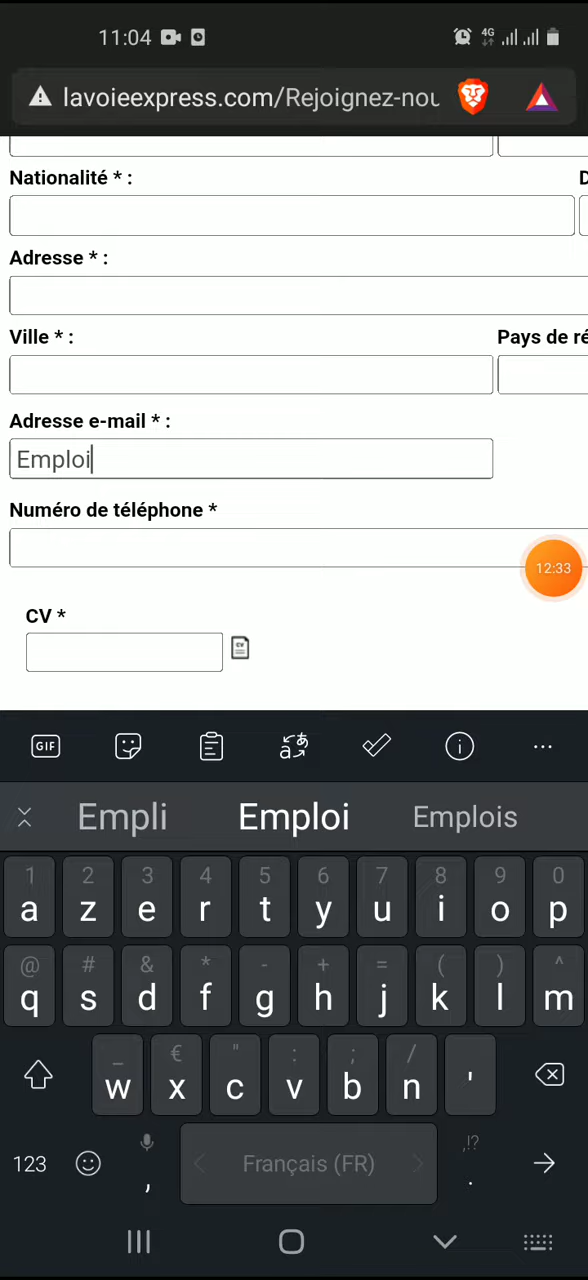 11:04 4G
lavoieexpress.com/Rejoignez-nou
Nationalité * : D
Adresse * :
Ville * : Pays de ré
Adresse e-mail * :
Emploi
Numéro de téléphone *
12:33
CV *
GIF
Empli Emploi Emplois
1 2 3 4 5 6 7 8 9 0
a z e r t y u i o p
@ # & * - + = ( ) ^
q s d f g h j k l m
_ € " : ; /
w x c v b n '
123 , Français (FR) ,!? .